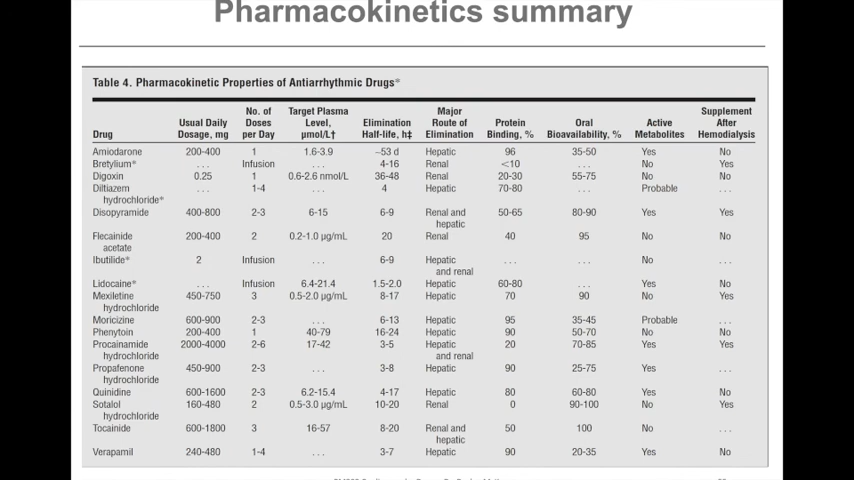 Pharmacokinetics summary
Table 4. Pharmacokinetic Properties of Antiarrhythmic Drugs*
Drug Usual Daily Dosage, mg No. of Doses per Day Target Plasma Level, µmol/L† Elimination Half-life, h‡ Major Route of Elimination Protein Binding, % Oral Bioavailability, % Active Metabolites Supplement After Hemodialysis
Amiodarone 200-400 1 1.6-3.9 ~53 d Hepatic 96 35-50 Yes No
Bretylium* . . . Infusion . . . 4-16 Renal <10 . . . No Yes
Digoxin 0.25 1 0.6-2.6 nmol/L 36-48 Renal 20-30 55-75 No No
Diltiazem hydrochloride* . . . 1-4 . . . 4 Hepatic 70-80 . . . Probable . . .
Disopyramide 400-800 2-3 6-15 6-9 Renal and hepatic 50-65 80-90 Yes Yes
Flecainide acetate 200-400 2 0.2-1.0 µg/mL 20 Renal 40 95 No No
Ibutilide* 2 Infusion 6-9 Hepatic and renal . . . . . . No . . .
Lidocaine* . . . Infusion 6.4-21.4 1.5-2.0 Hepatic 60-80 . . . Yes No
Mexiletine hydrochloride 450-750 3 0.5-2.0 µg/mL 8-17 Hepatic 70 90 No Yes
Moricizine 600-900 2-3 . . . 6-13 Hepatic 95 35-45 Probable . . .
Phenytoin 200-400 1 40-79 16-24 Hepatic 90 50-70 No No
Procainamide hydrochloride 2000-4000 2-6 17-42 3-5 Hepatic and renal 20 70-85 Yes Yes
Propafenone hydrochloride 450-900 2-3 . . . 3-8 Hepatic 90 25-75 Yes . . .
Quinidine 600-1600 2-3 6.2-15.4 4-17 Hepatic 80 60-80 Yes No
Sotalol hydrochloride 160-480 2 0.5-3.0 µg/mL 10-20 Renal 0 90-100 No Yes
Tocainide 600-1800 3 16-57 8-20 Renal and hepatic 50 100 No . . .
Verapamil 240-480 1-4 . . . 3-7 Hepatic 90 20-35 Yes No